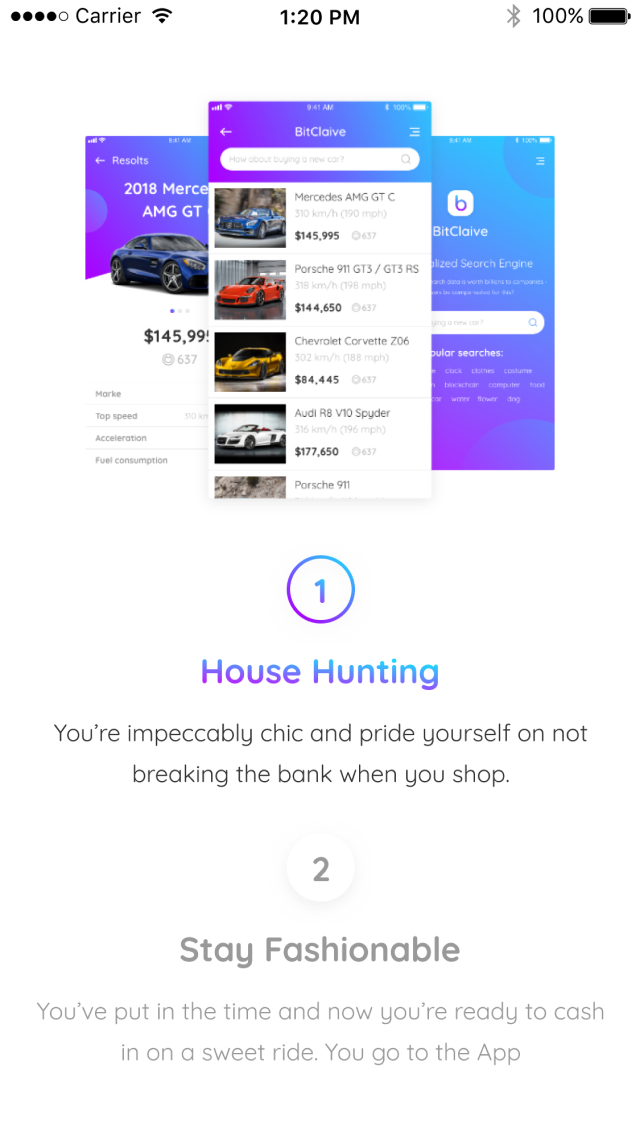 Carrier 1:20 PM 100%
9:41 AM
Resolts
2018 Merce
AMG GT
$145,995
637
Marke
Top speed 310 km
Acceleration
Fuel consumption
9:41 AM 100%
BitClaive
How about buying a new car?
Mercedes AMG GT C
310 km/h (190 mph)
$145,995 637
Porsche 911 GT3 / GT3 RS
318 km/h (198 mph)
$144,650 637
Chevrolet Corvette Z06
302 km/h (188 mph)
$84,445 637
Audi R8 V10 Spyder
316 km/h (196 mph)
$177,650 637
Porsche 911
9:41 AM 100%
b
BitClaive
alized Search Engine
earch data is worth billions to companies -
be compensated for this?
ying a new car?
pular searches:
clock clothes costume
blockchain computer food
car water flower dog
1
House Hunting
You’re impeccably chic and pride yourself on not
breaking the bank when you shop.
2
Stay Fashionable
You’ve put in the time and now you’re ready to cash
in on a sweet ride. You go to the App